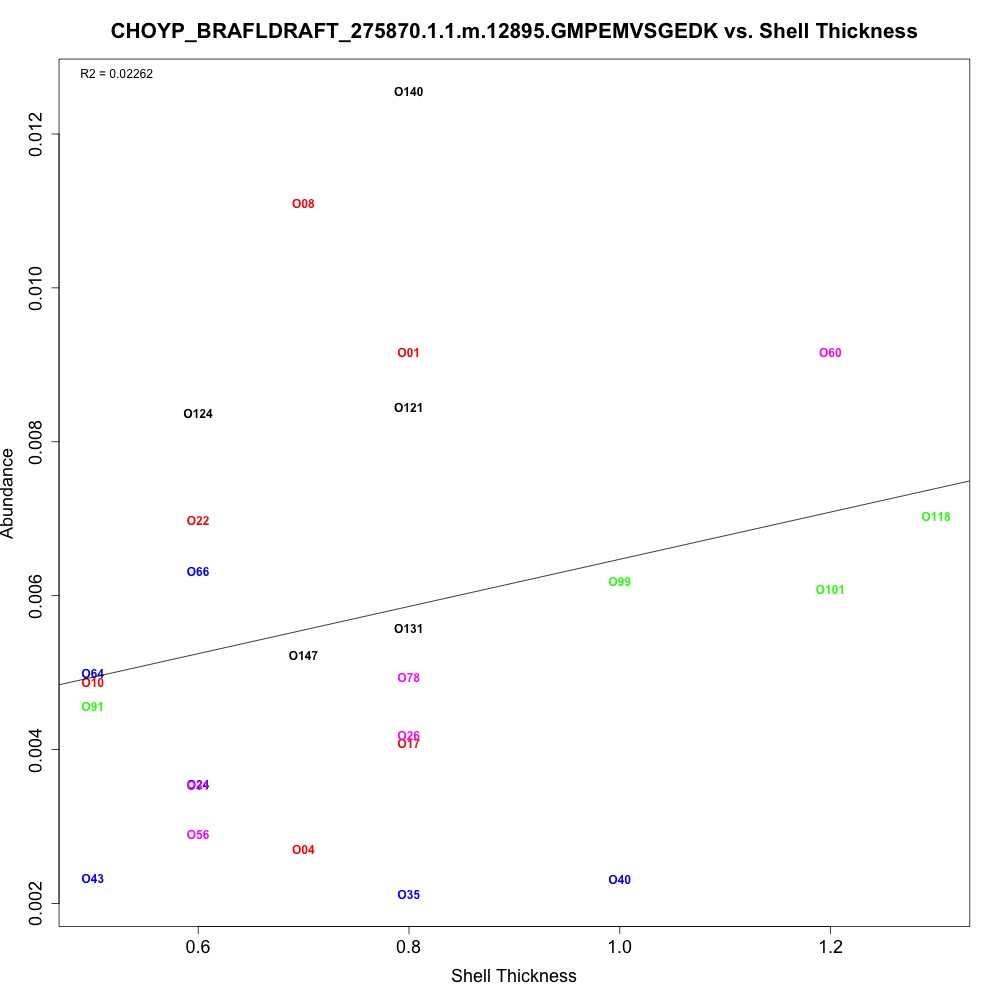 CHOYP_BRAFLDRAFT_275870.1.1.m.12895.GMPEMVSGEDK vs. Shell Thickness
R2 = 0.02262
O140
O08
O01
O60
O121
O124
O22
O118
O66
O99
O101
O131
O147
O64
O78
O10
O91
O26
O17
O24
O56
O04
O43
O40
O35
0.012
0.010
0.008
0.006
0.004
0.002
Abundance
0.6 0.8 1.0 1.2
Shell Thickness